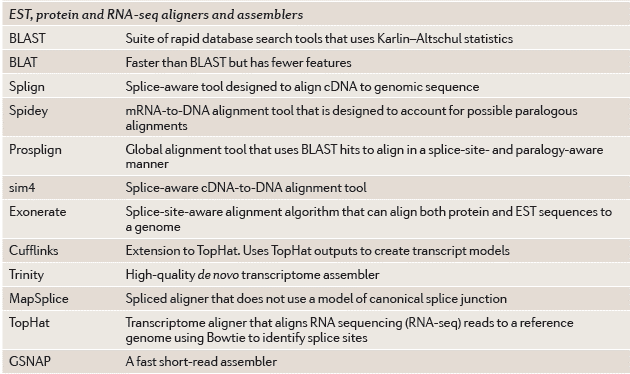 EST, protein and RNA-seq aligners and assemblers
BLAST Suite of rapid database search tools that uses Karlin–Altschul statistics
BLAT Faster than BLAST but has fewer features
Splign Splice-aware tool designed to align cDNA to genomic sequence
Spidey mRNA-to-DNA alignment tool that is designed to account for possible paralogous
alignments
Prosplign Global alignment tool that uses BLAST hits to align in a splice-site- and paralogy-aware
manner
sim4 Splice-aware cDNA-to-DNA alignment tool
Exonerate Splice-site-aware alignment algorithm that can align both protein and EST sequences to
a genome
Cufflinks Extension to TopHat. Uses TopHat outputs to create transcript models
Trinity High-quality de novo transcriptome assembler
MapSplice Spliced aligner that does not use a model of canonical splice junction
TopHat Transcriptome aligner that aligns RNA sequencing (RNA-seq) reads to a reference
genome using Bowtie to identify splice sites
GSNAP A fast short-read assembler